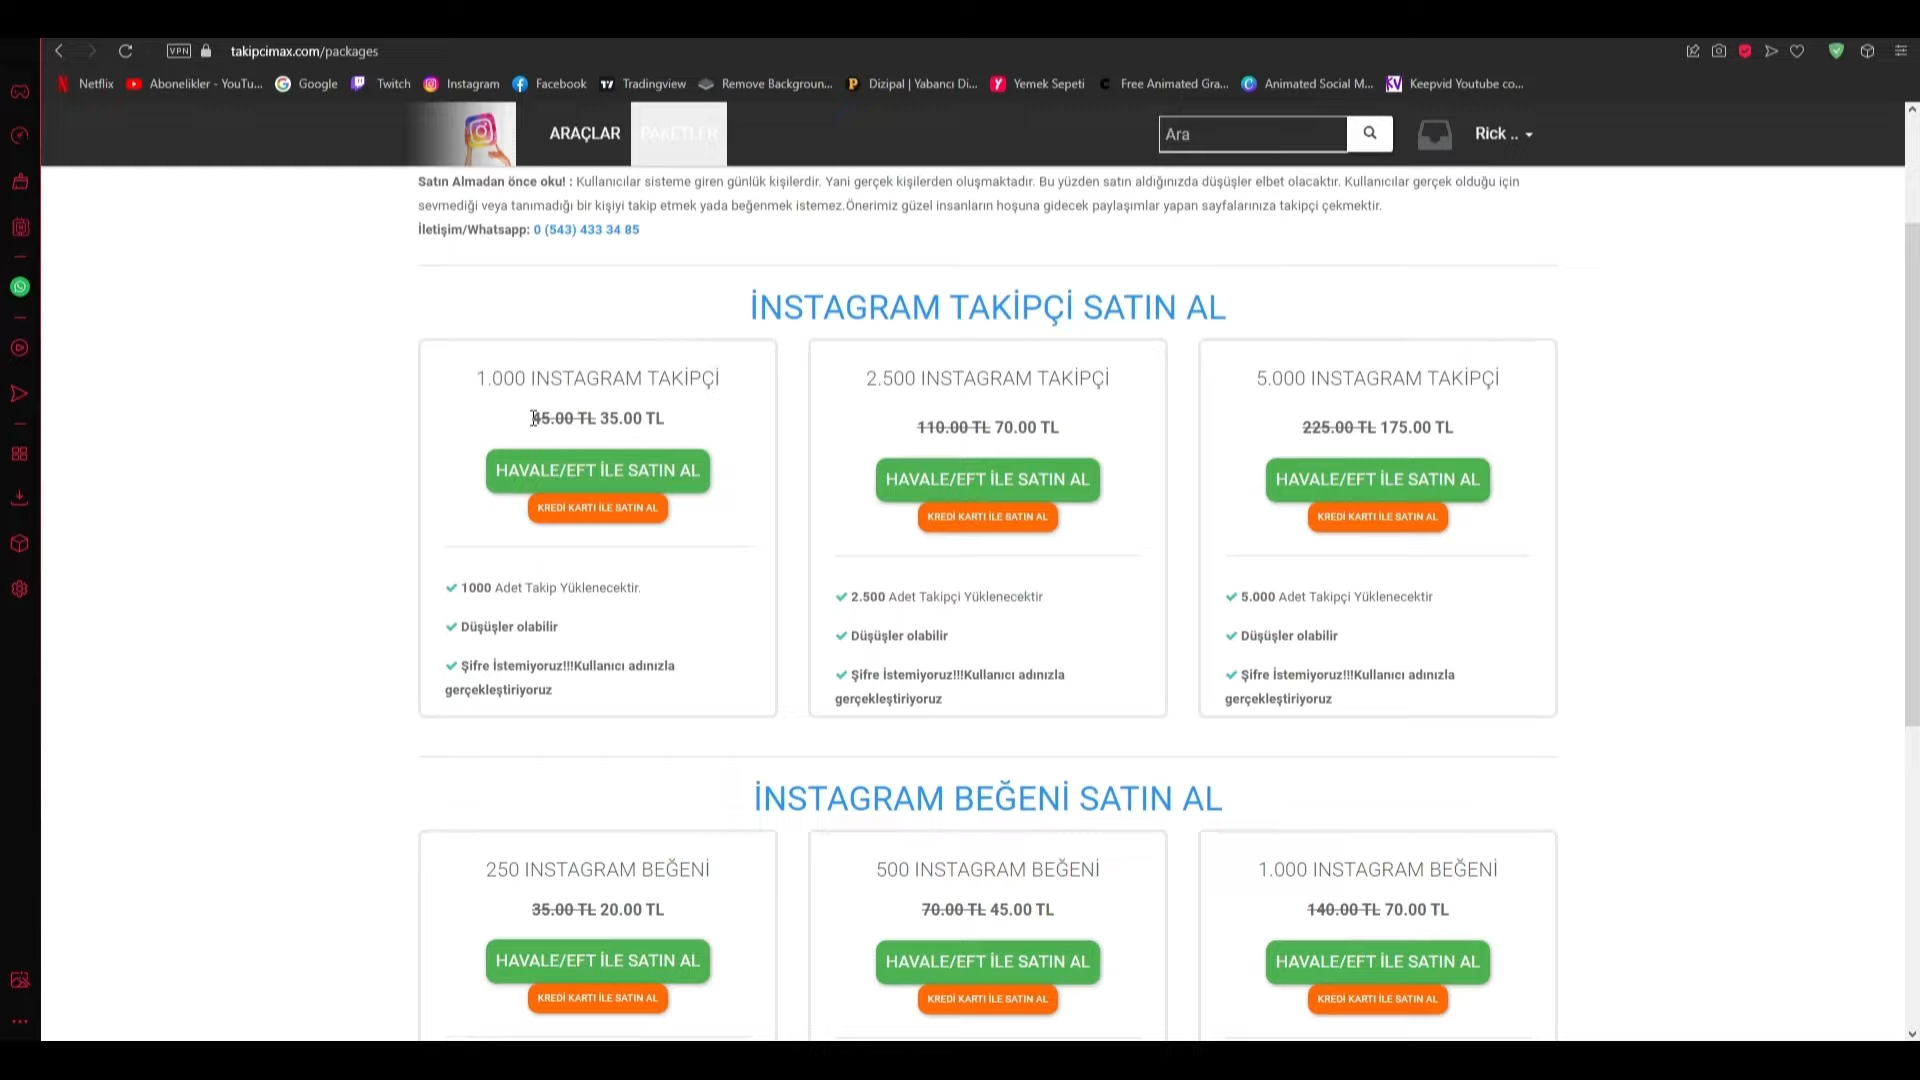 VPN takipcimax.com/packages
Netflix Abonelikler - YouTu... Google Twitch Instagram Facebook Tradingview Remove Backgroun... Dizipal | Yabancı Di... Yemek Sepeti Free Animated Gra... Animated Social M... Keepvid Youtube co...
ARAÇLAR PAKETLER Ara Rick ..
Satın Almadan önce oku! : Kullanıcılar sisteme giren günlük kişilerdir. Yani gerçek kişilerden oluşmaktadır. Bu yüzden satın aldığınızda düşüşler elbet olacaktır. Kullanıcılar gerçek olduğu için
sevmediği veya tanımadığı bir kişiyi takip etmek yada beğenmek istemez.Önerimiz güzel insanların hoşuna gidecek paylaşımlar yapan sayfalarınıza takipçi çekmektir.
İletişim/Whatsapp: 0 (543) 433 34 85
İNSTAGRAM TAKİPÇİ SATIN AL
1.000 INSTAGRAM TAKİPÇİ
45.00 TL 35.00 TL
HAVALE/EFT İLE SATIN AL
KREDİ KARTI İLE SATIN AL
1000 Adet Takip Yüklenecektir.
Düşüşler olabilir
Şifre İstemiyoruz!!!Kullanıcı adınızla
gerçekleştiriyoruz
2.500 INSTAGRAM TAKİPÇİ
110.00 TL 70.00 TL
HAVALE/EFT İLE SATIN AL
KREDİ KARTI İLE SATIN AL
2.500 Adet Takipçi Yüklenecektir
Düşüşler olabilir
Şifre İstemiyoruz!!!Kullanıcı adınızla
gerçekleştiriyoruz
5.000 INSTAGRAM TAKİPÇİ
225.00 TL 175.00 TL
HAVALE/EFT İLE SATIN AL
KREDİ KARTI İLE SATIN AL
5.000 Adet Takipçi Yüklenecektir
Düşüşler olabilir
Şifre İstemiyoruz!!!Kullanıcı adınızla
gerçekleştiriyoruz
İNSTAGRAM BEĞENİ SATIN AL
250 INSTAGRAM BEĞENİ
35.00 TL 20.00 TL
HAVALE/EFT İLE SATIN AL
KREDİ KARTI İLE SATIN AL
500 INSTAGRAM BEĞENİ
70.00 TL 45.00 TL
HAVALE/EFT İLE SATIN AL
KREDİ KARTI İLE SATIN AL
1.000 INSTAGRAM BEĞENİ
140.00 TL 70.00 TL
HAVALE/EFT İLE SATIN AL
KREDİ KARTI İLE SATIN AL